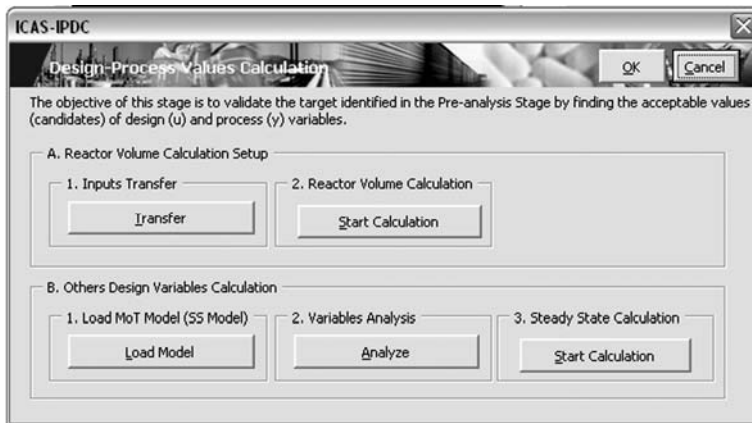 ICAS-IPDC
Design-Process Values Calculation
OK
Cancel
The objective of this stage is to validate the target identified in the Pre-analysis Stage by finding the acceptable values
(candidates) of design (u) and process (y) variables.
A. Reactor Volume Calculation Setup
1. Inputs Transfer
2. Reactor Volume Calculation
Transfer
Start Calculation
B. Others Design Variables Calculation
1. Load MoT Model (SS Model)
2. Variables Analysis
3. Steady State Calculation
Load Model
Analyze
Start Calculation